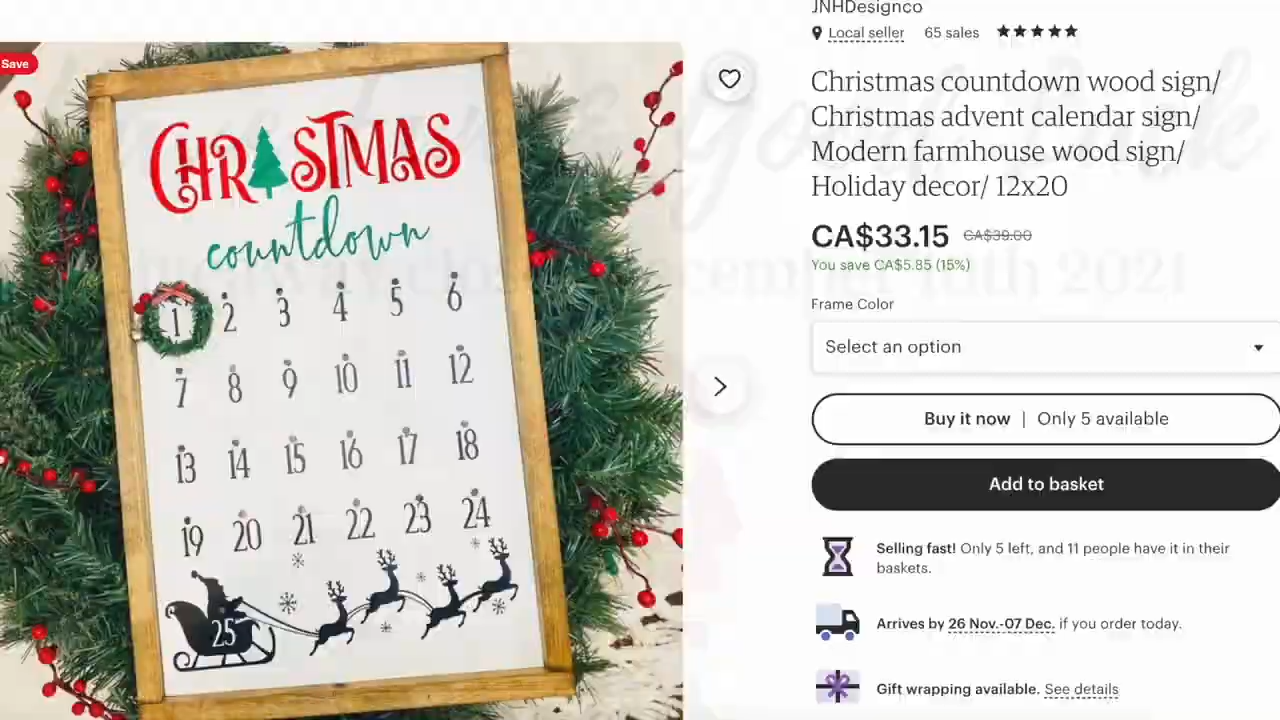 JNHDesignco
Local seller 65 sales
Save
Christmas countdown wood sign/
Christmas advent calendar sign/
Modern farmhouse wood sign/
Holiday decor/ 12x20
CA$33.15 CA$39.00
You save CA$5.85 (15%)
Frame Color
Select an option
Buy it now | Only 5 available
Add to basket
Selling fast! Only 5 left, and 11 people have it in their
baskets.
Arrives by 26 Nov.-07 Dec. if you order today.
Gift wrapping available. See details
CHRISTMAS
countdown
1 2 3 4 5 6
7 8 9 10 11 12
13 14 15 16 17 18
19 20 21 22 23 24
25